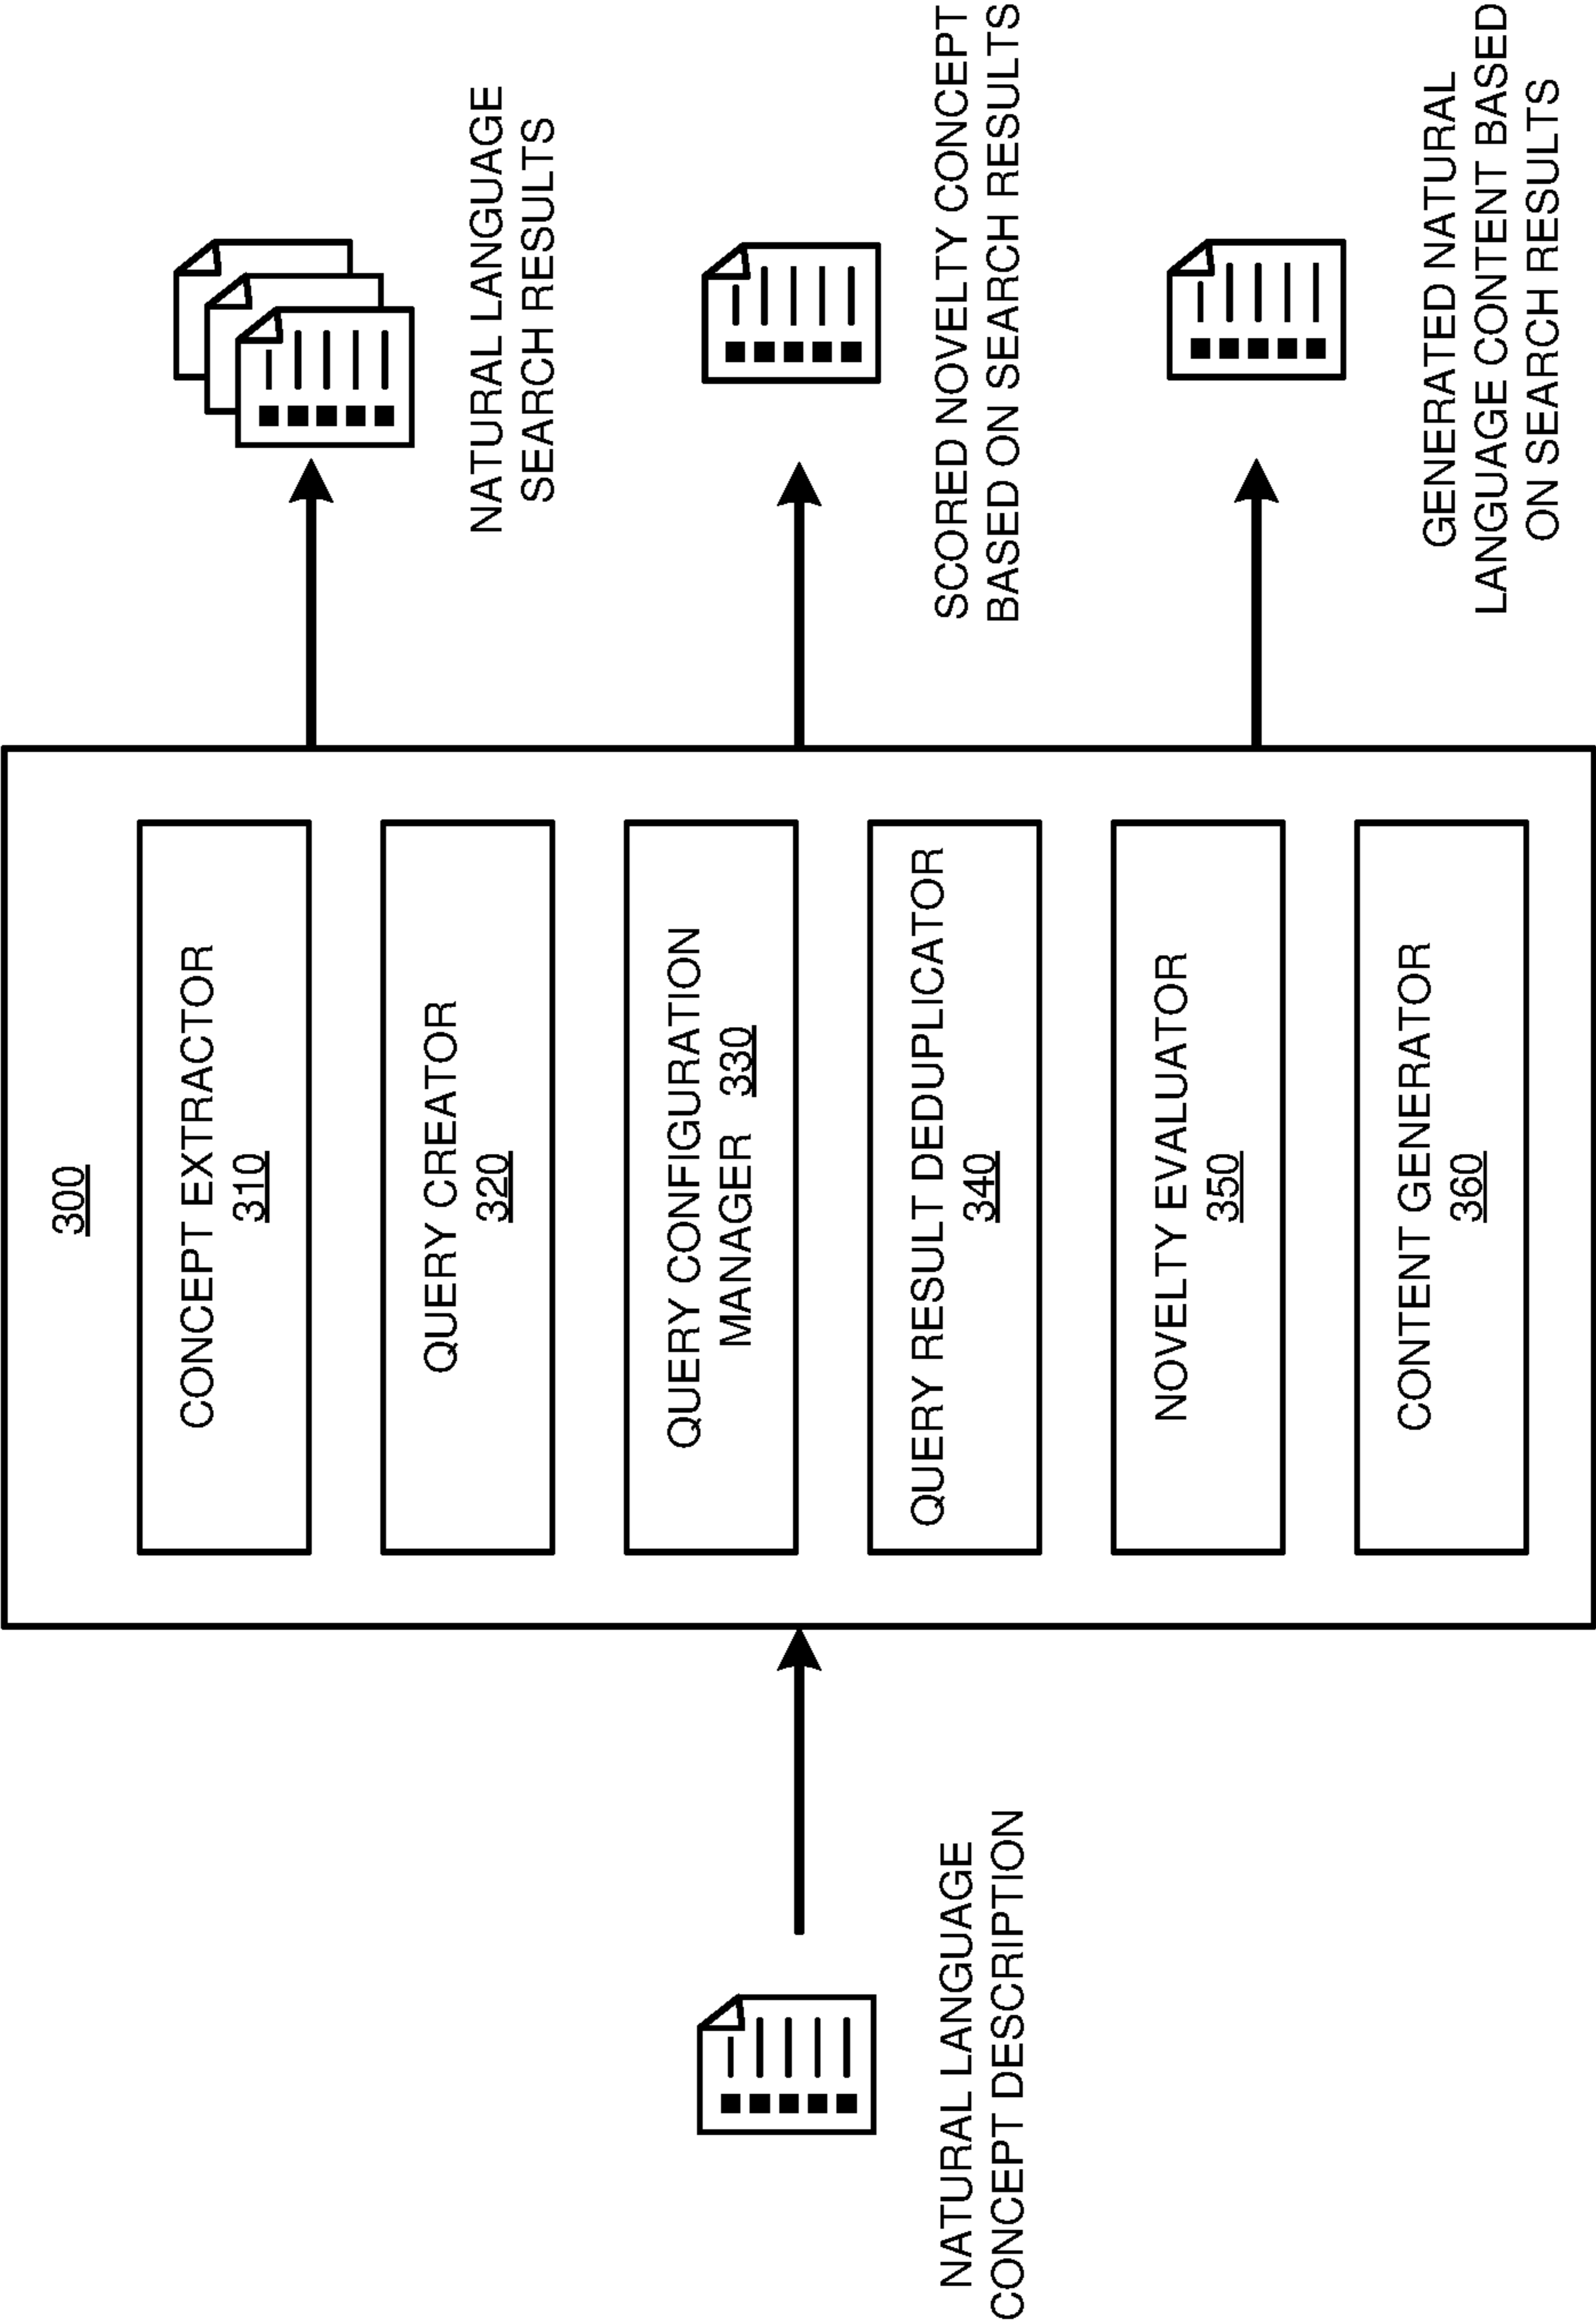 NATURAL LANGUAGE
CONCEPT DESCRIPTION
300
CONCEPT EXTRACTOR
310
QUERY CREATOR
320
QUERY CONFIGURATION
MANAGER 330
QUERY RESULT DEDUPLICATOR
340
NOVELTY EVALUATOR
350
CONTENT GENERATOR
360
NATURAL LANGUAGE
SEARCH RESULTS
SCORED NOVELTY CONCEPT
BASED ON SEARCH RESULTS
GENERATED NATURAL
LANGUAGE CONTENT BASED
ON SEARCH RESULTS